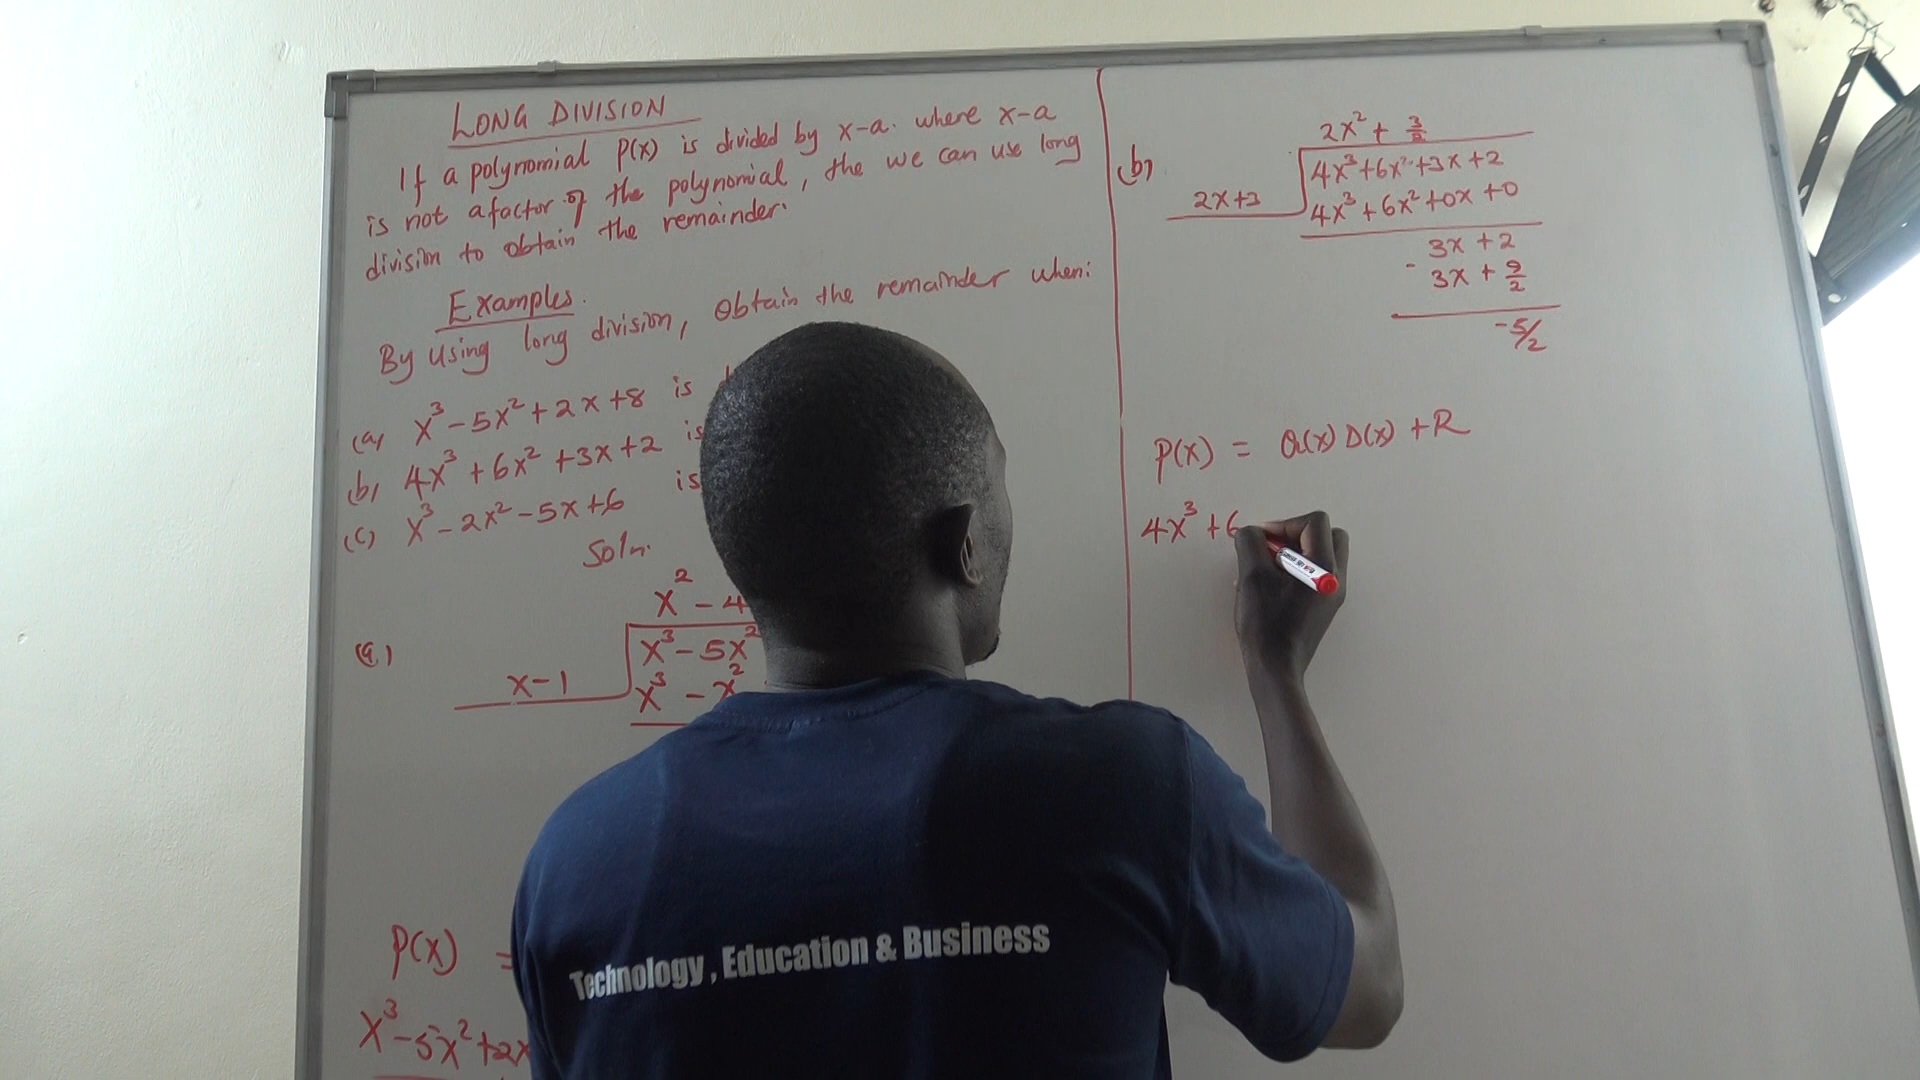 LONG DIVISION
If a polynomial P(x) is divided by x-a. where x-a
is not a factor of the polynomial, the we can use long
division to obtain the remainder.
Examples.
By using long division, obtain the remainder when:
(a) x³ - 5x² + 2x + 8 is
(b) 4x³ + 6x² + 3x + 2 is
(c) x³ - 2x² - 5x + 6 is
Soln.
x² - 4
(a) x-1 x³ - 5x²
x³ - x²
P(x) =
x³ - 5x² + 2x
2x² + 3/2
(b) 2x+3 4x³ + 6x² + 3x + 2
4x³ + 6x² + 0x + 0
3x + 2
- 3x + 9/2
-5/2
P(x) = Q(x) D(x) + R
4x³ + 6
Technology, Education & Business